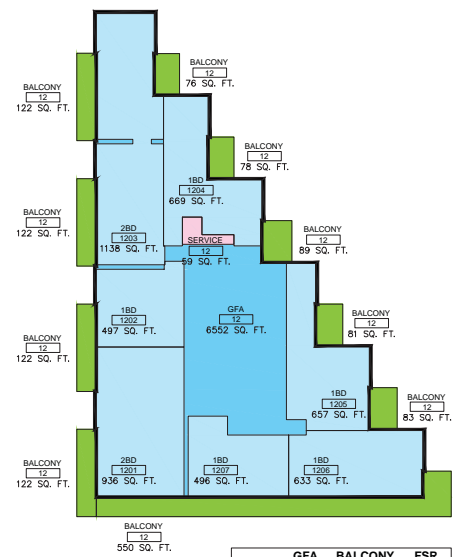 BALCONY
12
76 SQ. FT.
BALCONY
12
122 SQ. FT.
BALCONY
12
78 SQ. FT.
1BD
1204
669 SQ. FT.
BALCONY
12
122 SQ. FT.
2BD
1203
1138 SQ. FT.
SERVICE
12
59 SQ. FT.
BALCONY
12
89 SQ. FT.
1BD
1202
497 SQ. FT.
GFA
12
6552 SQ. FT.
BALCONY
12
81 SQ. FT.
BALCONY
12
122 SQ. FT.
1BD
1205
657 SQ. FT.
BALCONY
12
83 SQ. FT.
BALCONY
12
122 SQ. FT.
2BD
1201
936 SQ. FT.
1BD
1207
496 SQ. FT.
1BD
1206
633 SQ. FT.
BALCONY
12
550 SQ. FT.
GFA BALCONY FSR